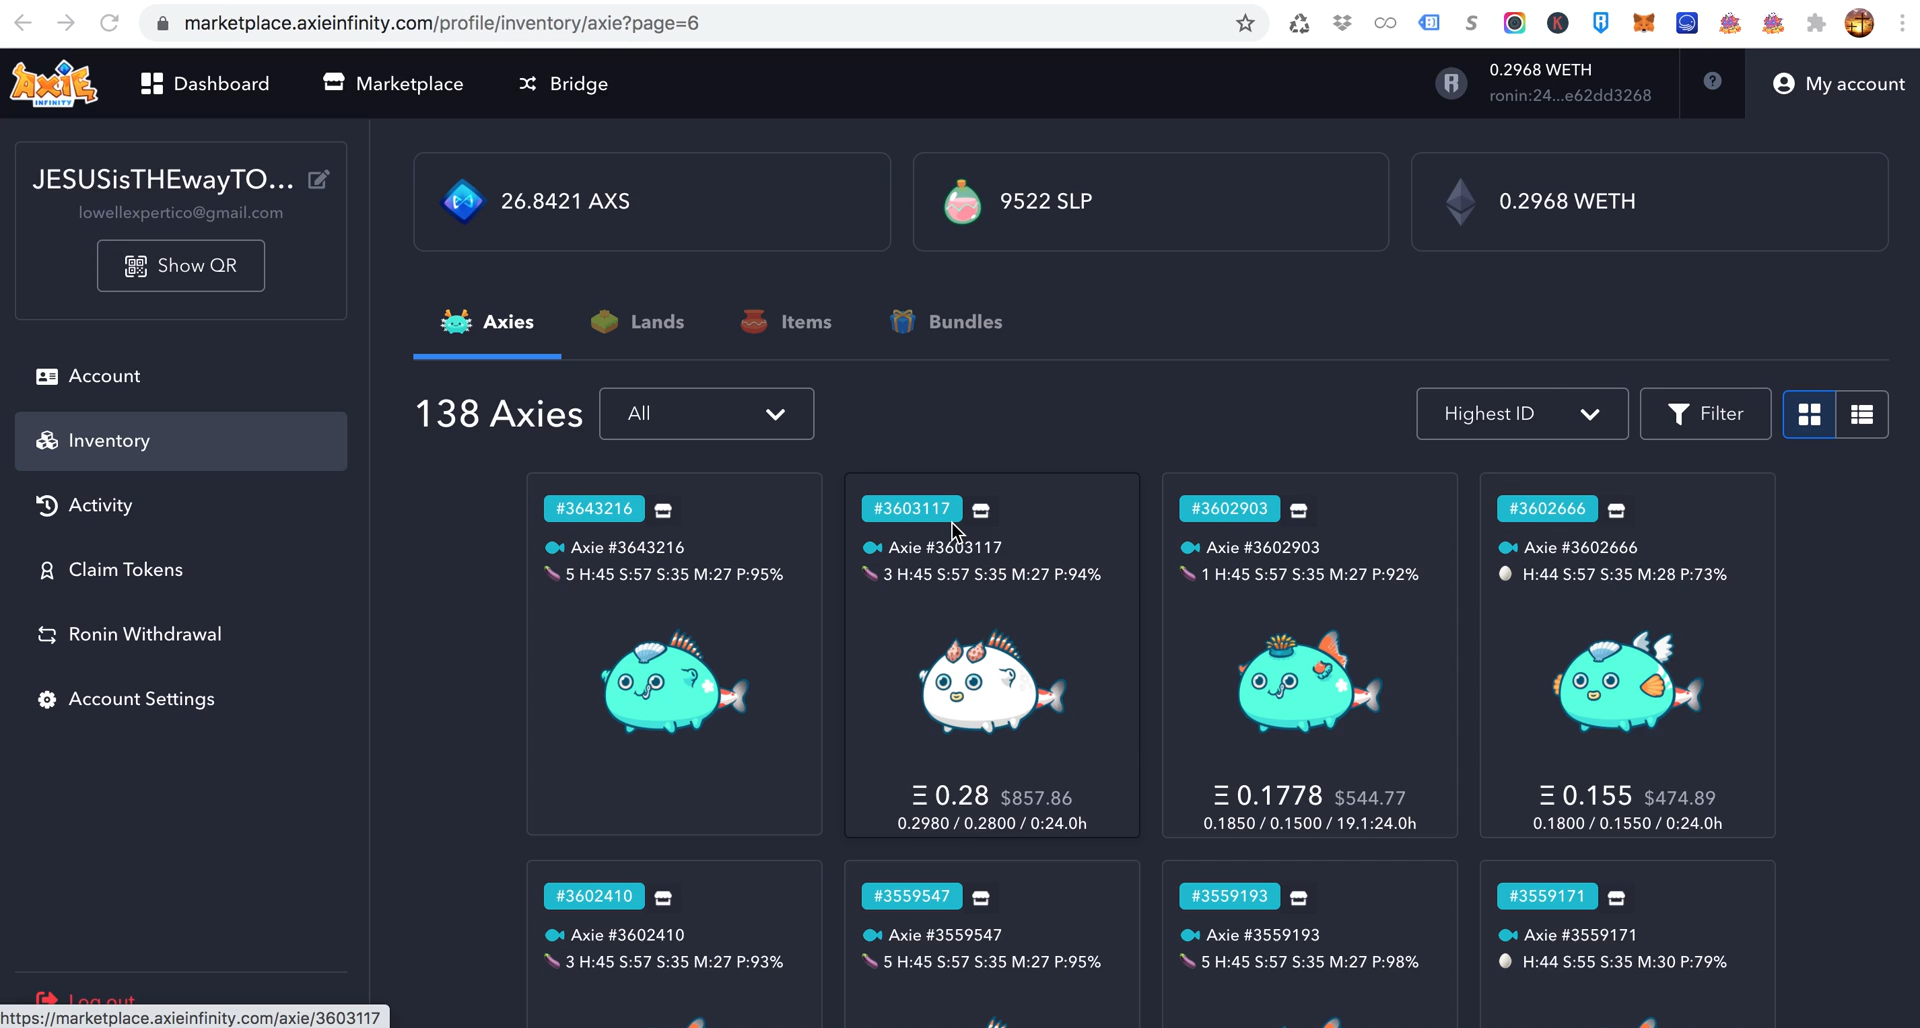 marketplace.axieinfinity.com/profile/inventory/axie?page=6
AXIE INFINITY
Dashboard
Marketplace
Bridge
0.2968 WETH
ronin:24...e62dd3268
?
My account
JESUSisTHEwayTO...
lowellexpertico@gmail.com
Show QR
Account
Inventory
Activity
Claim Tokens
Ronin Withdrawal
Account Settings
Log out
26.8421 AXS
9522 SLP
0.2968 WETH
Axies
Lands
Items
Bundles
138 Axies
All
Highest ID
Filter
#3643216
Axie #3643216
5 H:45 S:57 S:35 M:27 P:95%
#3603117
Axie #3603117
3 H:45 S:57 S:35 M:27 P:94%
Ξ 0.28 $857.86
0.2980 / 0.2800 / 0:24.0h
#3602903
Axie #3602903
1 H:45 S:57 S:35 M:27 P:92%
Ξ 0.1778 $544.77
0.1850 / 0.1500 / 19.1:24.0h
#3602666
Axie #3602666
H:44 S:57 S:35 M:28 P:73%
Ξ 0.155 $474.89
0.1800 / 0.1550 / 0:24.0h
#3602410
Axie #3602410
3 H:45 S:57 S:35 M:27 P:93%
#3559547
Axie #3559547
5 H:45 S:57 S:35 M:27 P:95%
#3559193
Axie #3559193
5 H:45 S:57 S:35 M:27 P:98%
#3559171
Axie #3559171
H:44 S:55 S:35 M:30 P:79%
https://marketplace.axieinfinity.com/axie/3603117